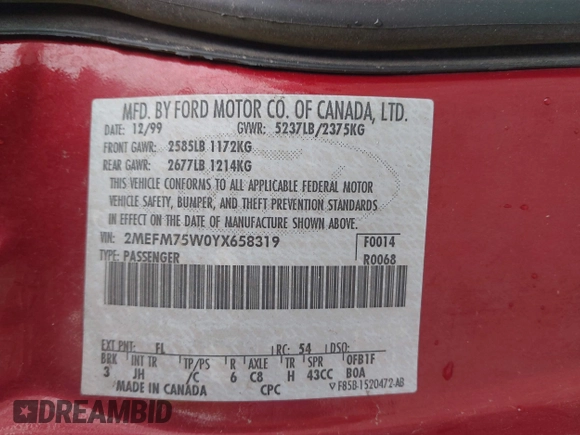 MFD. BY FORD MOTOR CO. OF CANADA, LTD.
DATE: 12/99 GVWR: 5237LB/2375KG
FRONT GAWR: 2585LB 1172KG
REAR GAWR: 2677LB 1214KG
THIS VEHICLE CONFORMS TO ALL APPLICABLE FEDERAL MOTOR
VEHICLE SAFETY, BUMPER, AND THEFT PREVENTION STANDARDS
IN EFFECT ON THE DATE OF MANUFACTURE SHOWN ABOVE.
VIN: 2MEFM75W0YX658319 F0014
TYPE: PASSENGER R0068
EXT PNT: FL RC: 54 DSO:
BRK INT TR TP/PS R AXLE TR SPR 0FB1F
3 JH /C 6 C8 H 43CC BOA
MADE IN CANADA CPC F85B-1520472-AB
DREAMBID